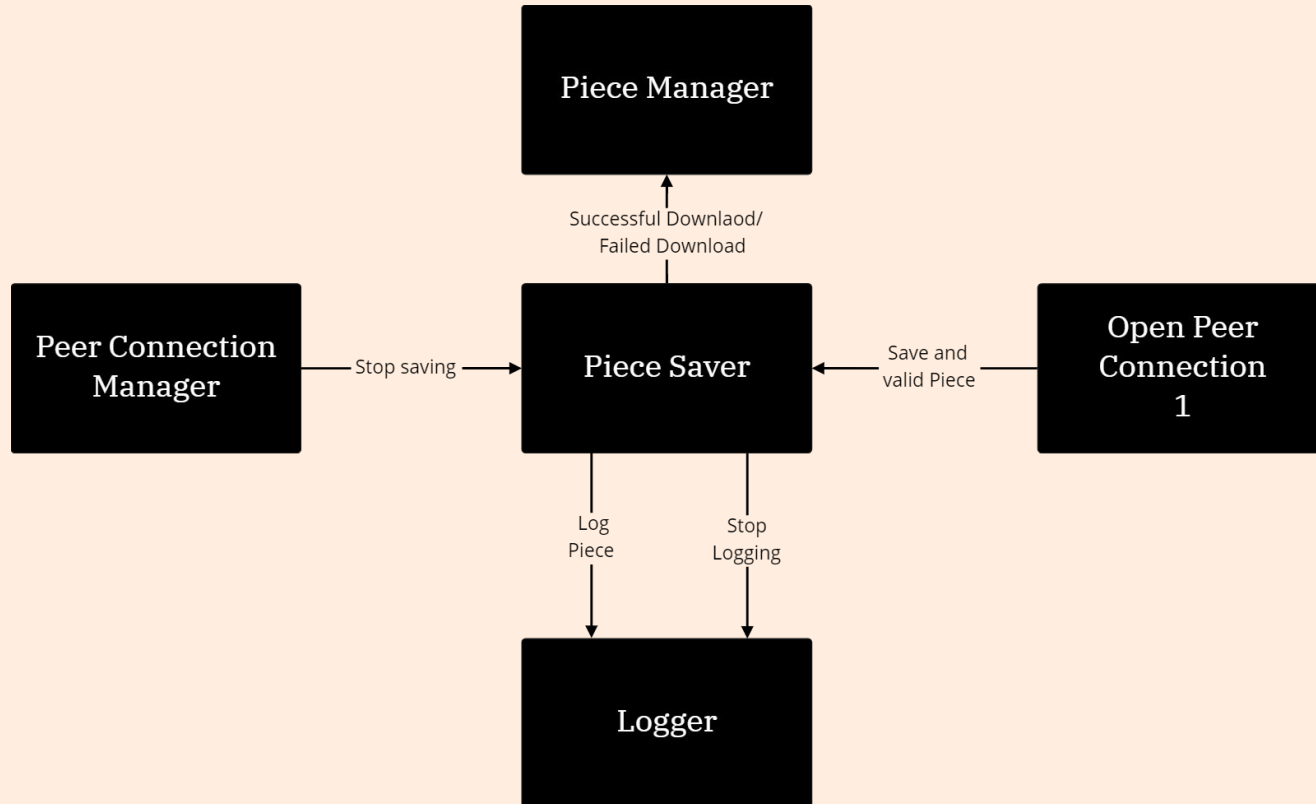 Piece Manager
Successful Downlaod/
Failed Download
Peer Connection
Manager
Stop saving
Piece Saver
Save and
valid Piece
Open Peer
Connection
1
Log
Piece
Stop
Logging
Logger